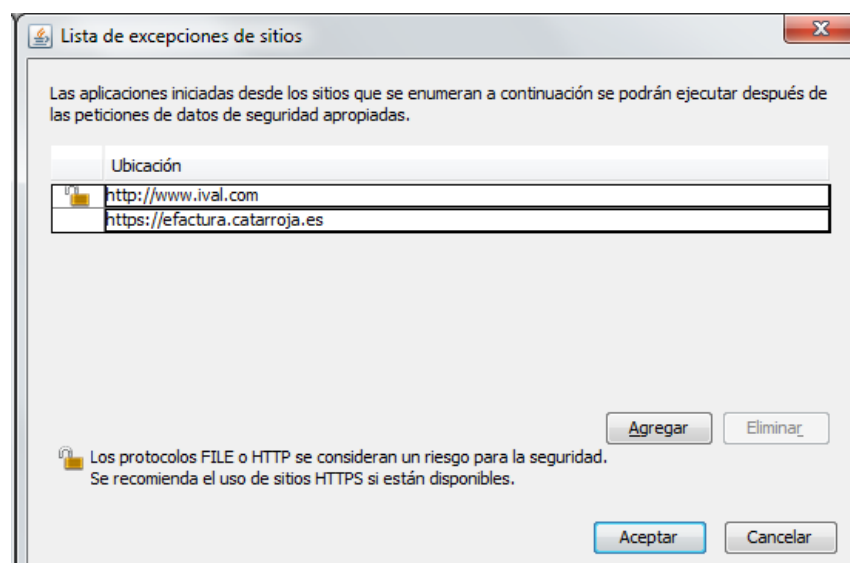 Lista de excepciones de sitios
Las aplicaciones iniciadas desde los sitios que se enumeran a continuación se podrán ejecutar después de
las peticiones de datos de seguridad apropiadas.
Ubicación
http://www.ival.com
https://efactura.catarroja.es
Agregar Eliminar
Los protocolos FILE o HTTP se consideran un riesgo para la seguridad.
Se recomienda el uso de sitios HTTPS si están disponibles.
Aceptar Cancelar